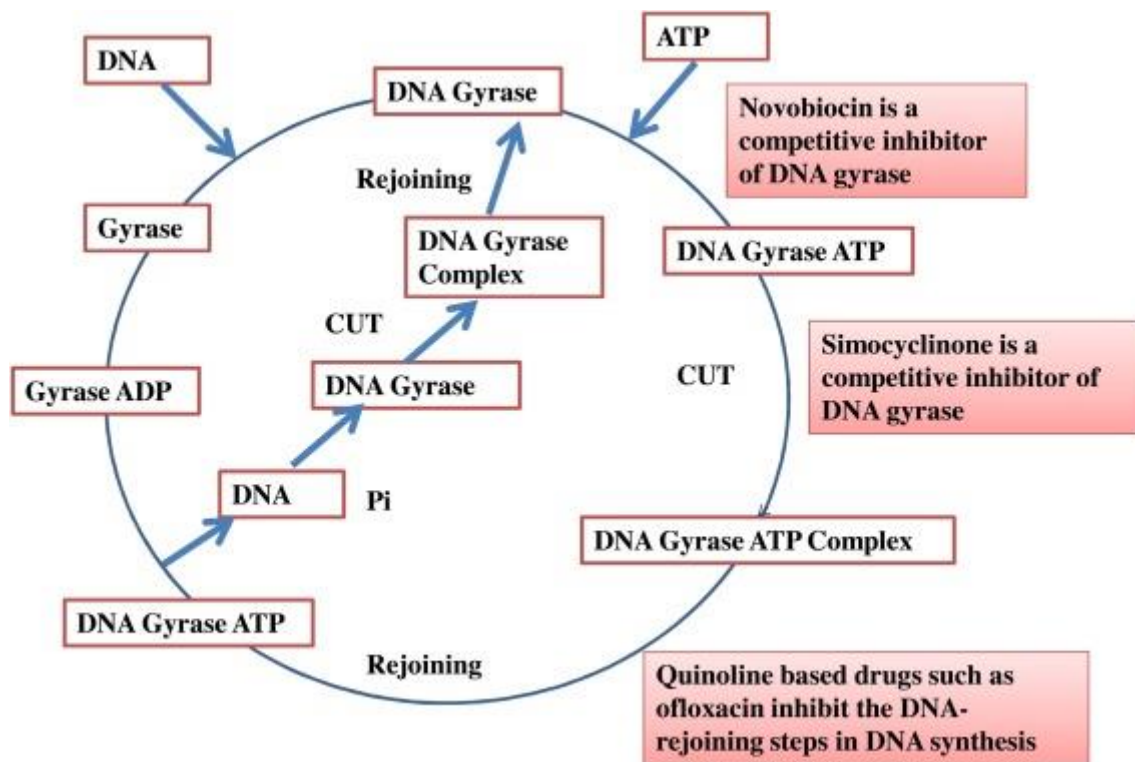 DNA
ATP
DNA Gyrase
Novobiocin is a
competitive inhibitor
of DNA gyrase
Rejoining
Gyrase
DNA Gyrase
Complex
DNA Gyrase ATP
CUT
Simocyclinone is a
competitive inhibitor of
DNA gyrase
CUT
Gyrase ADP
DNA Gyrase
DNA
Pi
DNA Gyrase ATP Complex
DNA Gyrase ATP
Rejoining
Quinoline based drugs such as
ofloxacin inhibit the DNA-
rejoining steps in DNA synthesis